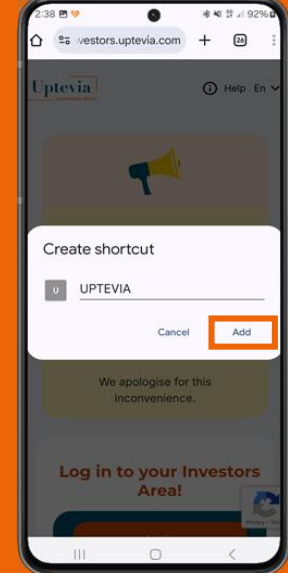 2:38
92%
vestors.uptevia.com
26
Uptevia
Help En
Create shortcut
U
UPTEVIA
Cancel
Add
We apologise for this
inconvenience.
Log in to your Investors
Area!